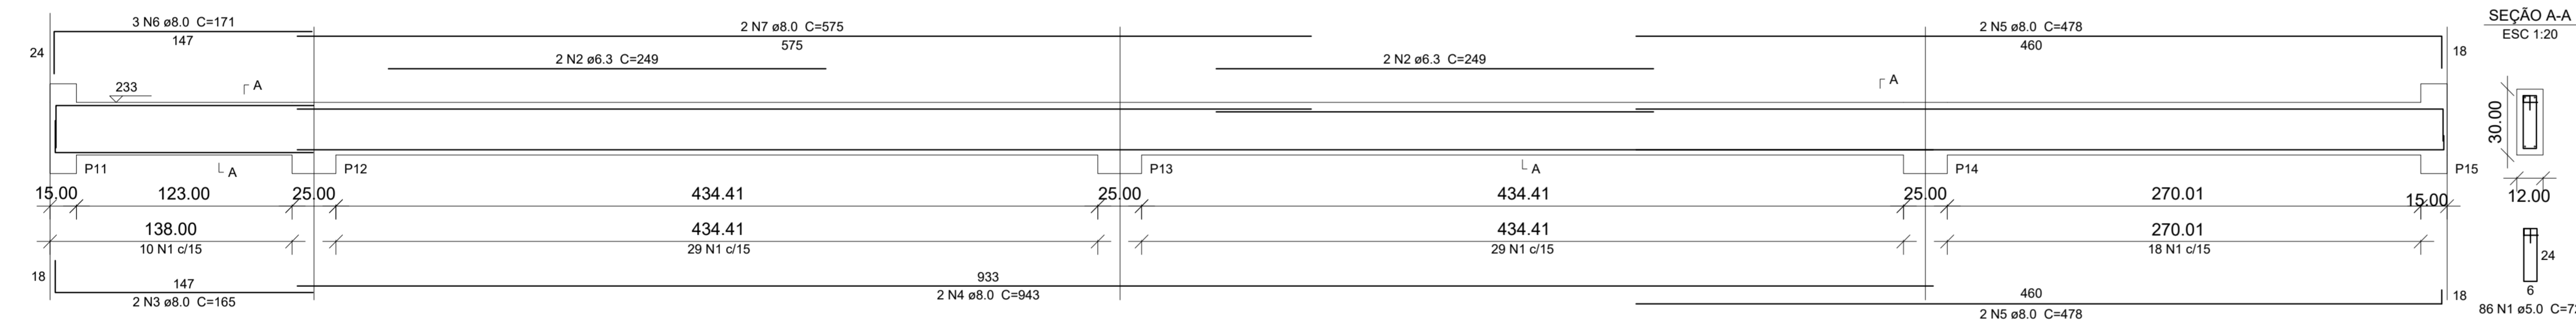 3 N6 ø8.0 C=171
147
24
2 N7 ø8.0 C=575
575
2 N2 ø6.3 C=249
2 N2 ø6.3 C=249
2 N5 ø8.0 C=478
460
18
SEÇÃO A-A
ESC 1:20
233
A
A
P11
A
P12
P13
A
P14
P15
30.00
12.00
15.00
123.00
25.00
434.41
25.00
434.41
25.00
270.01
15.00
138.00
10 N1 c/15
434.41
29 N1 c/15
434.41
29 N1 c/15
270.01
18 N1 c/15
18
147
2 N3 ø8.0 C=165
933
2 N4 ø8.0 C=943
460
2 N5 ø8.0 C=478
18
24
6
86 N1 ø5.0